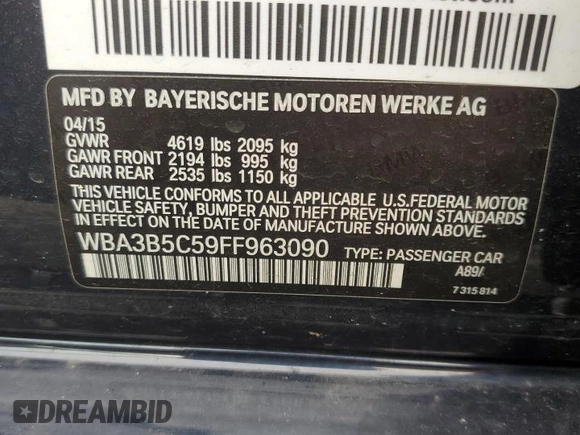 MFD BY BAYERISCHE MOTOREN WERKE AG
04/15
GVWR 4619 lbs 2095 kg
GAWR FRONT 2194 lbs 995 kg
GAWR REAR 2535 lbs 1150 kg
THIS VEHICLE CONFORMS TO ALL APPLICABLE U.S.FEDERAL MOTOR
VEHICLE SAFETY, BUMPER AND THEFT PREVENTION STANDARDS
IN EFFECT ON THE DATE OF MANUFACTURE SHOWN ABOVE.
WBA3B5C59FF963090 TYPE: PASSENGER CAR
A89/
7 315 814
DREAMBID